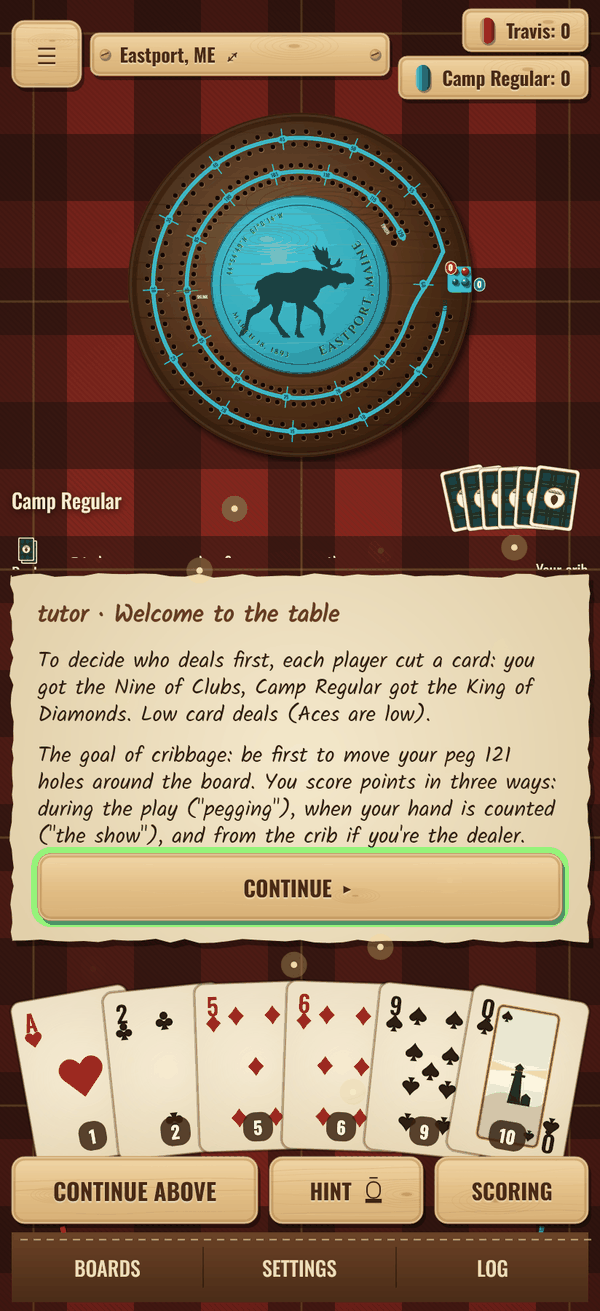 ☰
Eastport, ME
Travis: 0
Camp Regular: 0
EASTPORT, MAINE
0
0
Camp Regular
Your crib
tutor · Welcome to the table
To decide who deals first, each player cut a card: you
got the Nine of Clubs, Camp Regular got the King of
Diamonds. Low card deals (Aces are low).
The goal of cribbage: be first to move your peg 121
holes around the board. You score points in three ways:
during the play ("pegging"), when your hand is counted
("the show"), and from the crib if you're the dealer.
CONTINUE ▸
A
2
5
6
9
Q
1
2
5
6
9
10
Q
CONTINUE ABOVE
HINT
SCORING
BOARDS
SETTINGS
LOG